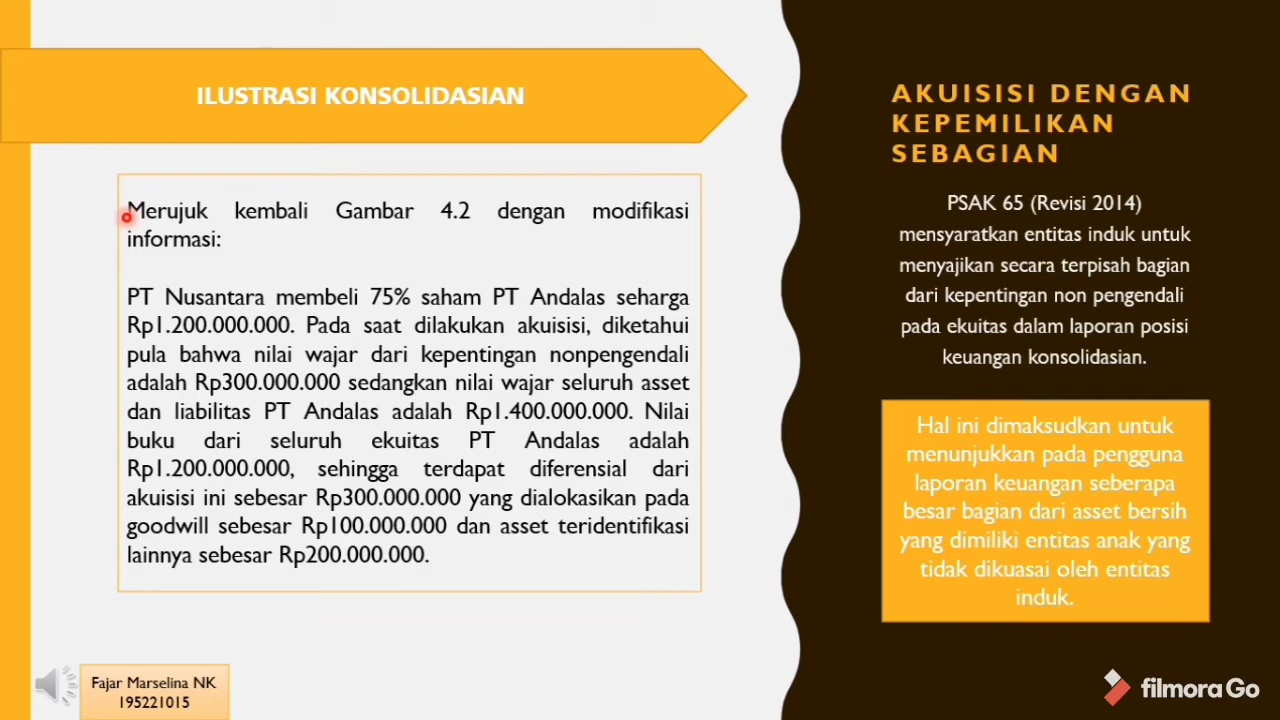 ILUSTRASI KONSOLIDASIAN
Merujuk kembali Gambar 4.2 dengan modifikasi
informasi:
PT Nusantara membeli 75% saham PT Andalas seharga
Rp1.200.000.000. Pada saat dilakukan akuisisi, diketahui
pula bahwa nilai wajar dari kepentingan nonpengendali
adalah Rp300.000.000 sedangkan nilai wajar seluruh asset
dan liabilitas PT Andalas adalah Rp1.400.000.000. Nilai
buku dari seluruh ekuitas PT Andalas adalah
Rp1.200.000.000, sehingga terdapat diferensial dari
akuisisi ini sebesar Rp300.000.000 yang dialokasikan pada
goodwill sebesar Rp100.000.000 dan asset teridentifikasi
lainnya sebesar Rp200.000.000.
Fajar Marselina NK
195221015
AKUISISI DENGAN
KEPEMILIKAN
SEBAGIAN
PSAK 65 (Revisi 2014)
mensyaratkan entitas induk untuk
menyajikan secara terpisah bagian
dari kepentingan non pengendali
pada ekuitas dalam laporan posisi
keuangan konsolidasian.
Hal ini dimaksudkan untuk
menunjukkan pada pengguna
laporan keuangan seberapa
besar bagian dari asset bersih
yang dimiliki entitas anak yang
tidak dikuasai oleh entitas
induk.
filmoraGo